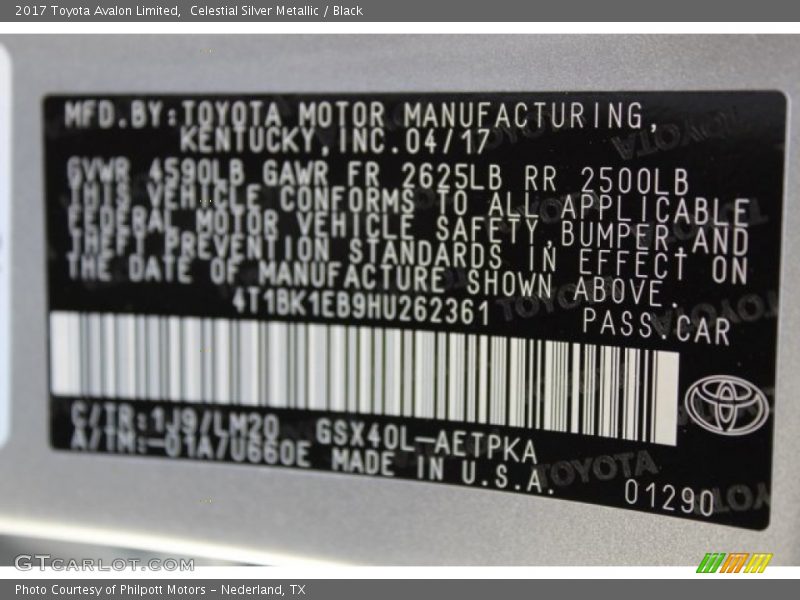 2017 Toyota Avalon Limited,  Celestial Silver Metallic / Black
MFD.BY:TOYOTA MOTOR MANUFACTURING,
KENTUCKY,INC.04/17
GVWR 4590LB GAWR FR 2625LB RR 2500LB
THIS VEHICLE CONFORMS TO ALL APPLICABLE
FEDERAL MOTOR VEHICLE SAFETY,BUMPER AND
THEFT PREVENTION STANDARDS IN EFFECT ON
THE DATE OF MANUFACTURE SHOWN ABOVE.
4T1BK1EB9HU262361
PASS.CAR
C/TR:1J9/LM20 GSX40L-AETPKA
A/TM:-01A/U660E MADE IN U.S.A.
01290
GTCARLOT.COM
Photo Courtesy of Philpott Motors - Nederland, TX